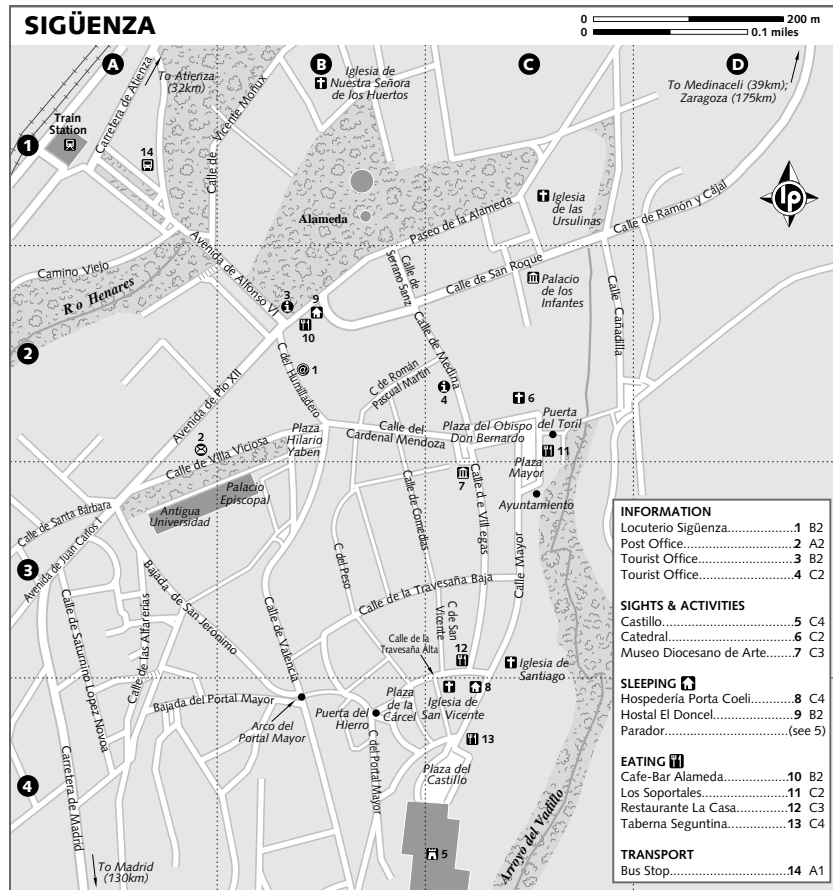 SIGÜENZA
0 200 m
0 0.1 miles
A
B
C
D
1
2
3
4
To Atienza
(32km)
Iglesia de
Nuestra Señora
de los Huertos
To Medinaceli (39km);
Zaragoza (175km)
Train
Station
Carretera de Atienza
14
Calle de Vicente Moñux
Alameda
Paseo de la Alameda
Iglesia
de las
Ursulinas
Calle de Ramón y Cájal
lp
Camino Viejo
Avenida de Alfonso VI
R o Henares
Calle de
Serrano Sanz
Calle de San Roque
Palacio
de los
Infantes
Calle Cañadilla
3
9
10
Calle de Medina
C del Humilladero
@ 1
C de Román
Pascual Martín
4
6
Avenida de Pío XII
Plaza
Hilario
Yaben
Calle del
Cardenal Mendoza
Plaza del Obispo
Don Bernardo
Puerta
del Toril
2
Calle de Villa Viciosa
Plaza
Mayor
11
7
Palacio
Episcopal
Antigua
Universidad
Ayuntamiento
Calle de Santa Bárbara
Avenida de Juan Carlos I
Calle de Comedias
Calle d e Vill egas
Calle Mayor
C del Peso
Bajada de San Jeronimo
Calle de la Travesaña Baja
Calle de Saturnino Lopez Novoa
Calle de las Alfarerías
Calle de Valencia
C de San
Vicente
Calle de la
Travesaña Alta
12
Iglesia de
Santiago
Bajada del Portal Mayor
Arco del
Portal Mayor
Puerta del
Hierro
Plaza
de la
Cárcel
Iglesia de
San Vicente
8
13
C del Portal Mayor
Plaza del
Castillo
Carretera de Madrid
To Madrid
(130km)
5
Arroyo del Vadillo
INFORMATION
Locuterio Sigüenza..............1 B2
Post Office..............2 A2
Tourist Office..............3 B2
Tourist Office..............4 C2
SIGHTS & ACTIVITIES
Castillo..............5 C4
Catedral..............6 C2
Museo Diocesano de Arte........7 C3
SLEEPING
Hospedería Porta Coeli..............8 C4
Hostal El Doncel..............9 B2
Parador..............(see 5)
EATING
Cafe-Bar Alameda..............10 B2
Los Soportales..............11 C2
Restaurante La Casa..............12 C3
Taberna Seguntina..............13 C4
TRANSPORT
Bus Stop..............14 A1